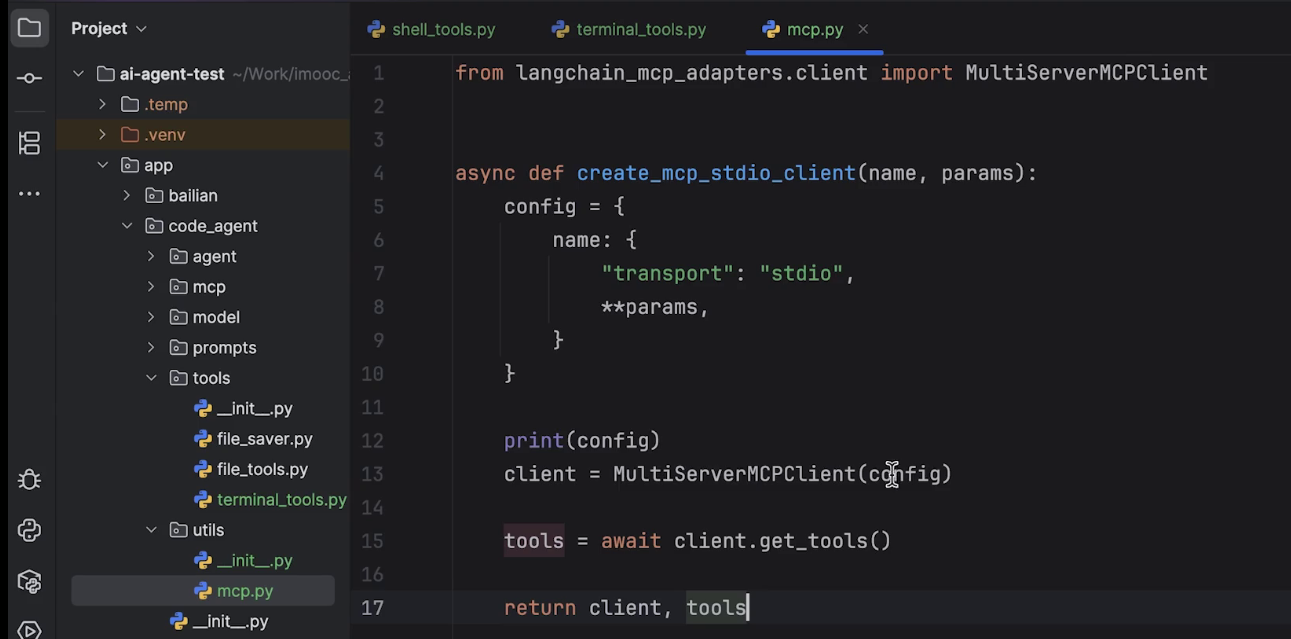 Project
shell_tools.py
terminal_tools.py
mcp.py
ai-agent-test ~/Work/imooc_
.temp
.venv
app
bailian
code_agent
agent
mcp
model
prompts
tools
__init__.py
file_saver.py
file_tools.py
terminal_tools.py
utils
__init__.py
mcp.py
__init__.py
1 from langchain_mcp_adapters.client import MultiServerMCPClient
2
3
4 async def create_mcp_stdio_client(name, params):
5 config = {
6 name: {
7 "transport": "stdio",
8 **params,
9 }
10 }
11
12 print(config)
13 client = MultiServerMCPClient(config)
14
15 tools = await client.get_tools()
16
17 return client, tools